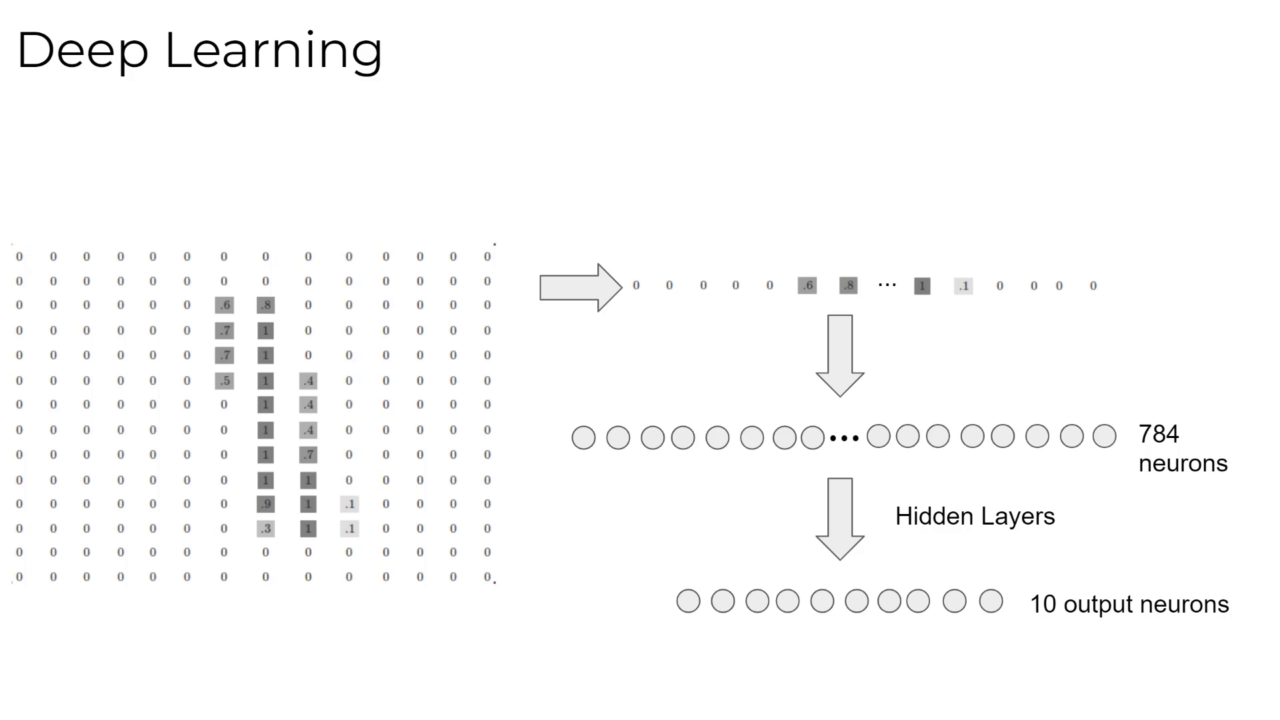 Deep Learning
0 0 0 0 0 0 0 0 0 0 0 0 0 0
0 0 0 0 0 0 0 0 0 0 0 0 0 0
0 0 0 0 0 0 .6 .8 0 0 0 0 0 0
0 0 0 0 0 0 .7 1 0 0 0 0 0 0
0 0 0 0 0 0 .7 1 0 0 0 0 0 0
0 0 0 0 0 0 .5 1 .4 0 0 0 0 0
0 0 0 0 0 0 0 1 .4 0 0 0 0 0
0 0 0 0 0 0 0 1 .4 0 0 0 0 0
0 0 0 0 0 0 0 1 .7 0 0 0 0 0
0 0 0 0 0 0 0 1 1 0 0 0 0 0
0 0 0 0 0 0 0 .9 1 .1 0 0 0 0
0 0 0 0 0 0 0 .3 1 .1 0 0 0 0
0 0 0 0 0 0 0 0 0 0 0 0 0 0
0 0 0 0 0 0 0 0 0 0 0 0 0 0
0 0 0 0 0 .6 .8 ... 1 .1 0 0 0 0
...
784
neurons
Hidden Layers
10 output neurons